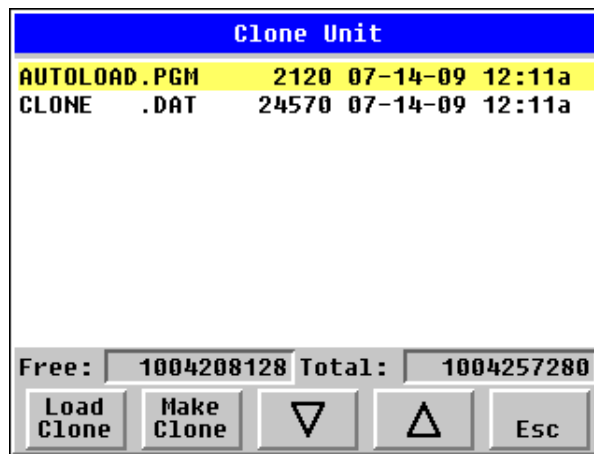 Clone Unit
AUTOLOAD.PGM 2120 07-14-09 12:11a
CLONE .DAT 24570 07-14-09 12:11a
Free: 1004208128 Total: 1004257280
Load Clone Make Clone Esc